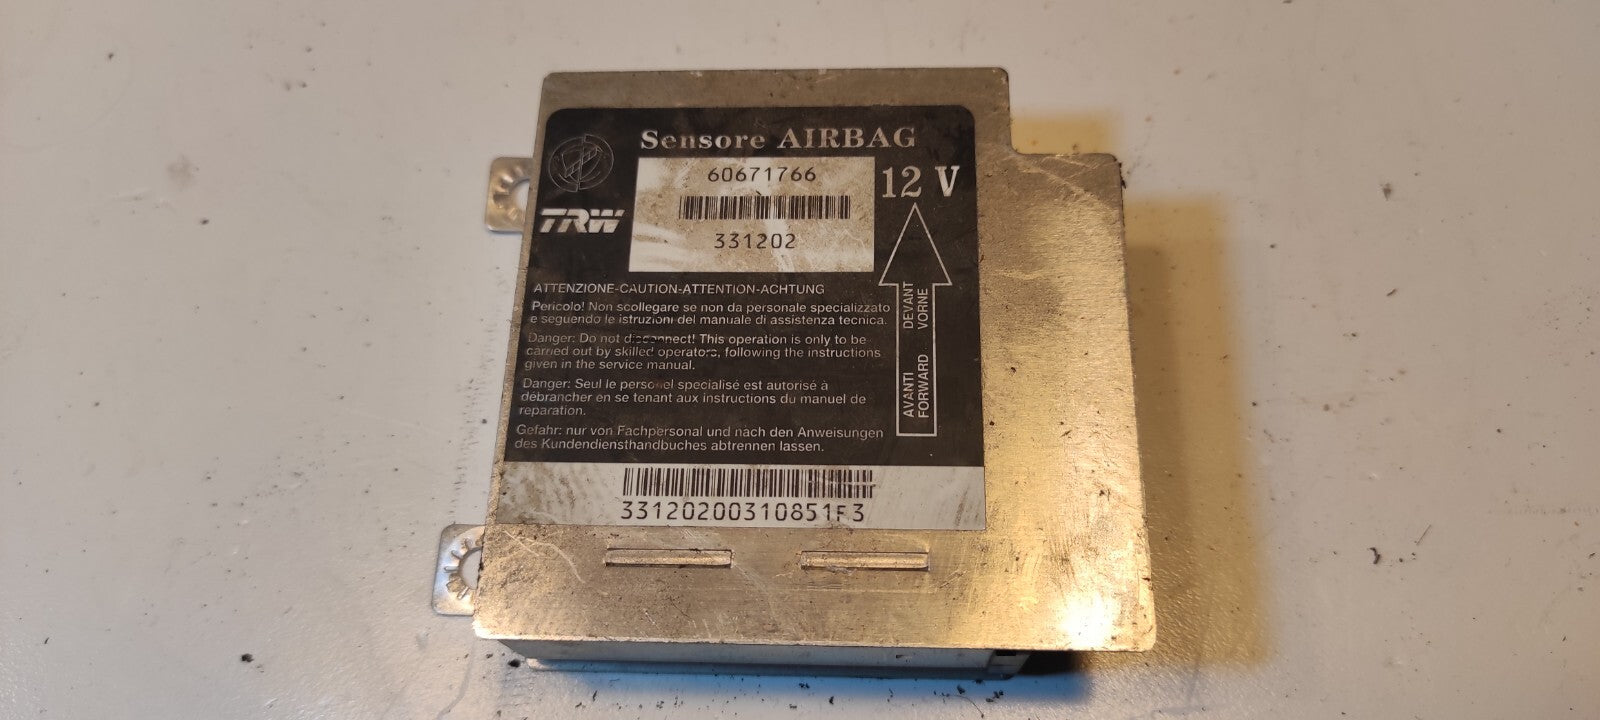 Sensore AIRBAG
60671766
12 V
TRW
331202
ATTENZIONE-CAUTION-ATTENTION-ACHTUNG
Pericolo! Non scollegare se non da personale specializzato
e seguendo le istruzioni del manuale di assistenza tecnica.
Danger: Do not disconnect! This operation is only to be
carried out by skilled operators, following the instructions
given in the service manual.
Danger: Seul le personel specialisé est autorisé à
debrancher en se tenant aux instructions du manuel de
reparation.
Gefahr: nur von Fachpersonal und nach den Anweisungen
des Kundendiensthandbuches abtrennen lassen.
AVANTI DEVANT
FORWARD VORNE
33120200310851F3